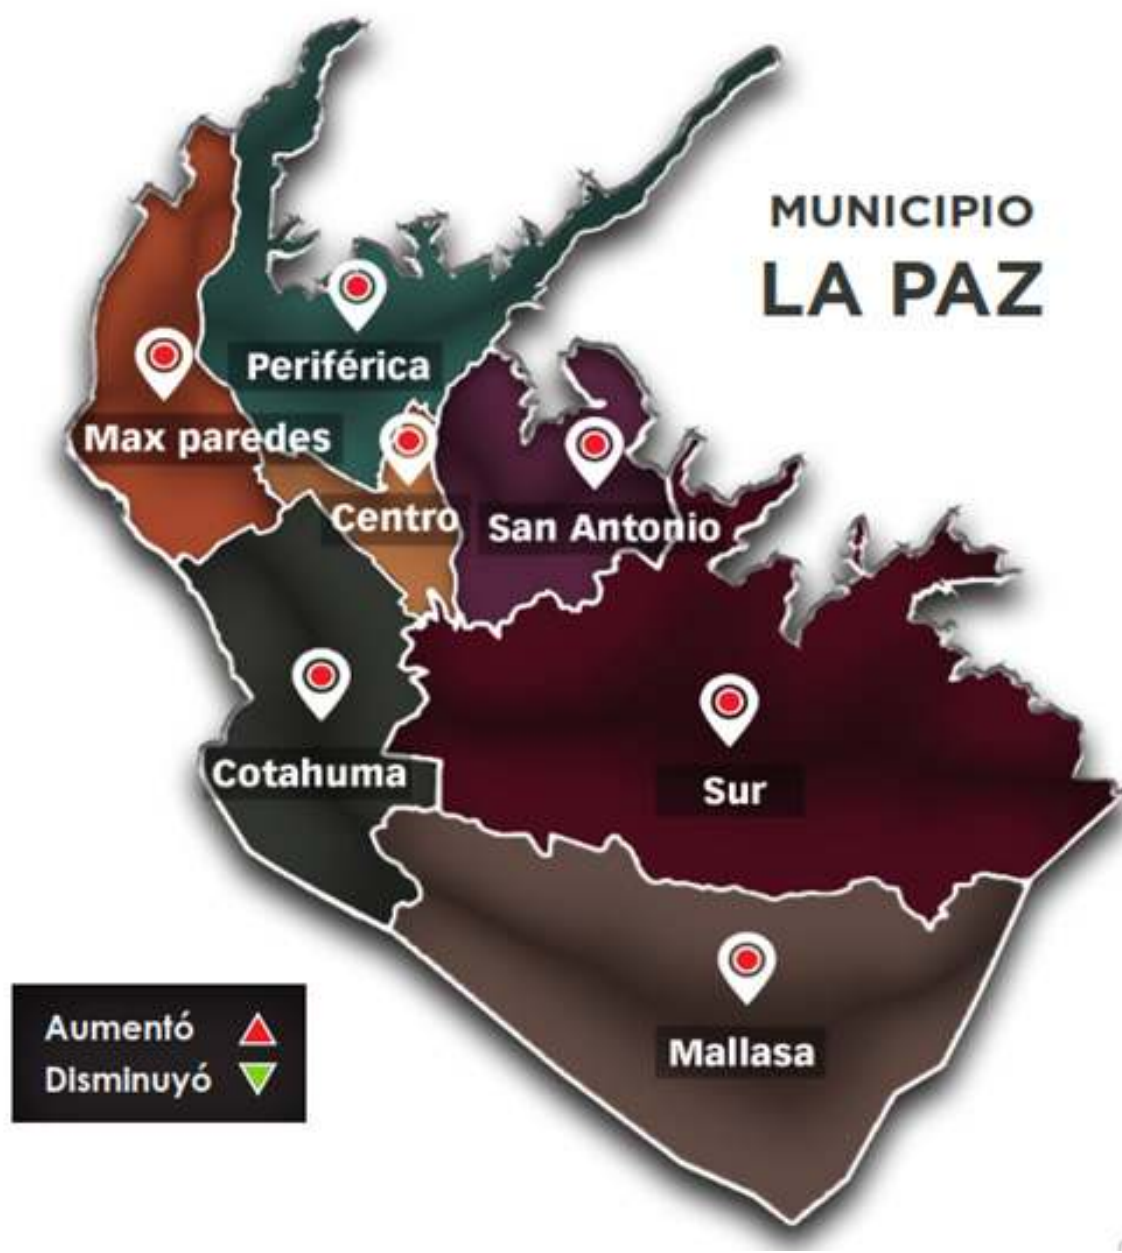 MUNICIPIO
LA PAZ
Periférica
Max paredes
Centro
San Antonio
Cotahuma
Sur
Mallasa
Aumentó
Disminuyó